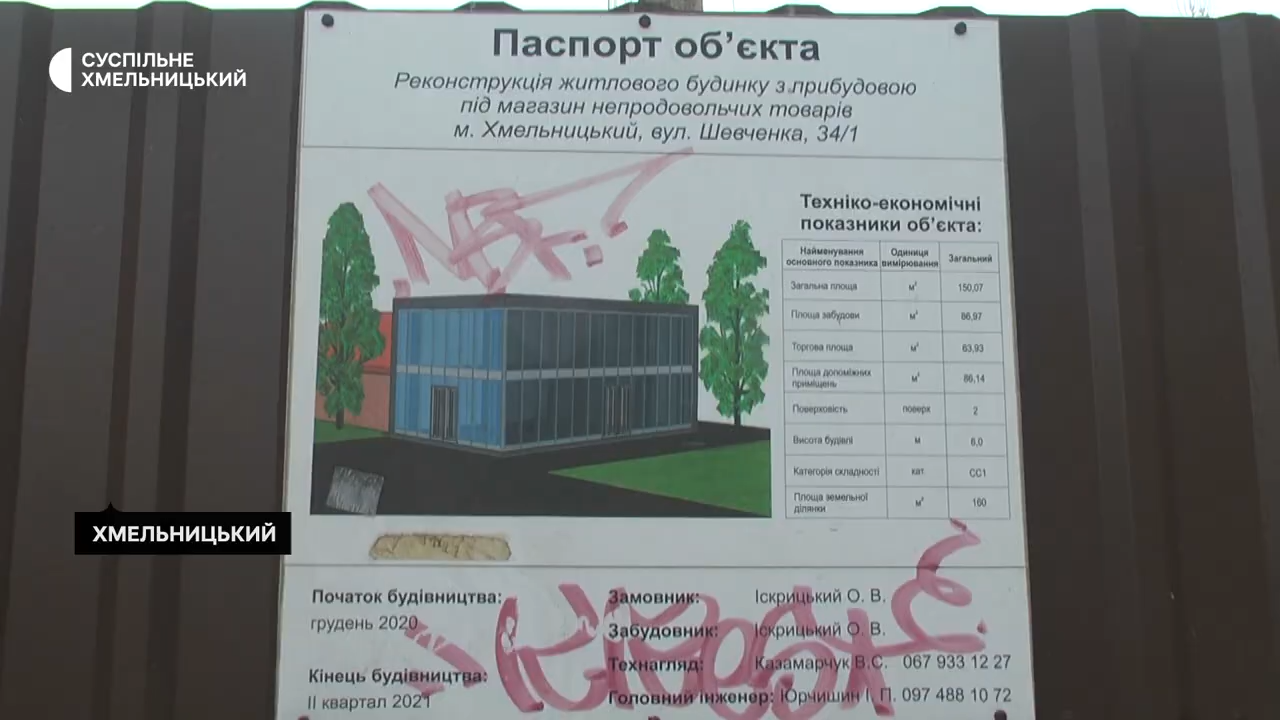 СУСПІЛЬНЕ
ХМЕЛЬНИЦЬКИЙ
Паспорт об’єкта
Реконструкція житлового будинку з прибудовою
під магазин непродовольчих товарів
м. Хмельницький, вул. Шевченка, 34/1
Техніко-економічні
показники об’єкта:
Найменування основного показника Одиниця вимірювання Загальний
Загальна площа м² 150,07
Площа забудови м² 86,97
Торгова площа м² 63,93
Площа допоміжних приміщень м² 86,14
Поверховість поверх 2
Висота будівлі м 6,0
Категорія складності кат. СС1
Площа земельної ділянки м² 160
ХМЕЛЬНИЦЬКИЙ
Початок будівництва:
грудень 2020
Кінець будівництва:
ІІ квартал 2021
Замовник: Іскрицький О. В.
Забудовник: Іскрицький О. В.
Технагляд: Казамарчук В.С. 067 933 12 27
Головний інженер: Юрчишин І. П. 097 488 10 72